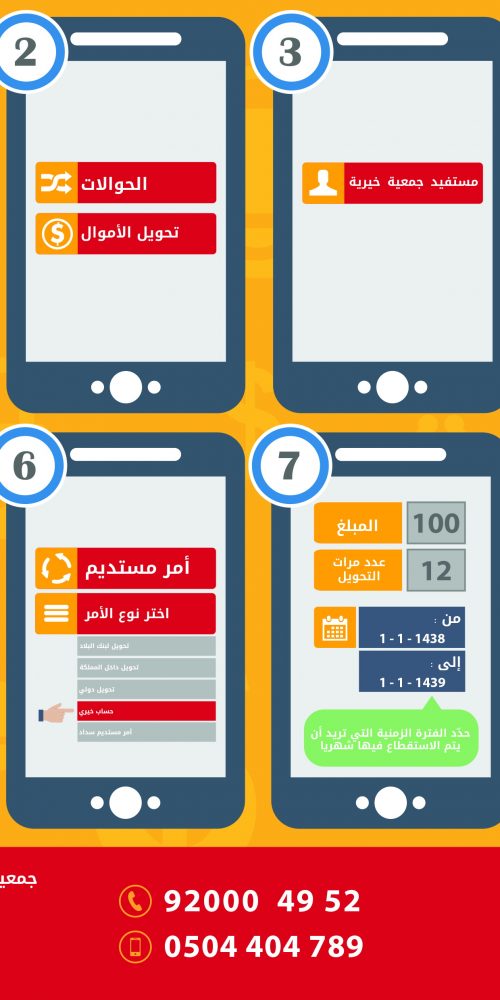 2
الحوالات
تحويل الأموال
3
مستفيد جمعية خيرية
6
أمر مستديم
اختر نوع الأمر
تحويل لبنك البلاد
تحويل داخل المملكة
تحويل دولي
حساب خيري
أمر مستديم سداد
7
المبلغ
100
عدد مرات
التحويل
12
من :
1 - 1 - 1438
إلى :
1 - 1 - 1439
حدّد الفترة الزمنية التي تريد أن
يتم الاستقطاع فيها شهريا
92000 49 52
0504 404 789